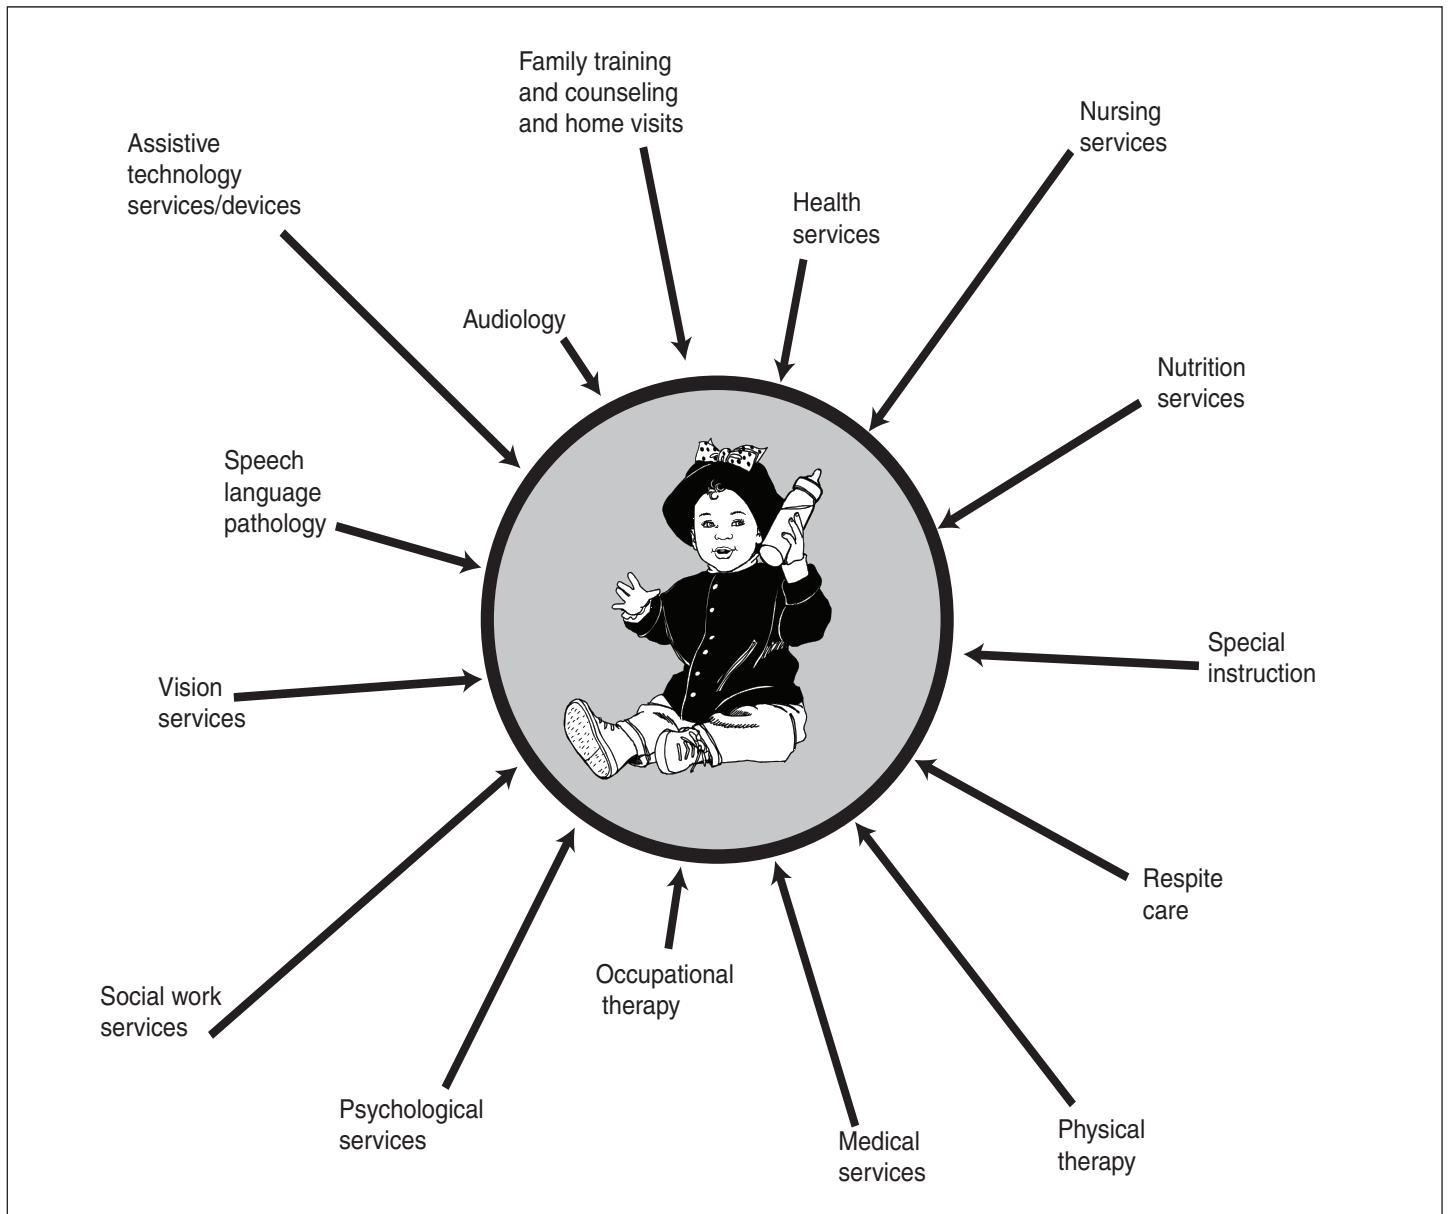 Family training
and counseling
and home visits
Nursing
services
Assistive
technology
services/devices
Health
services
Audiology
Nutrition
services
Speech
language
pathology
Special
instruction
Vision
services
Respite
care
Occupational
therapy
Social work
services
Psychological
services
Medical
services
Physical
therapy